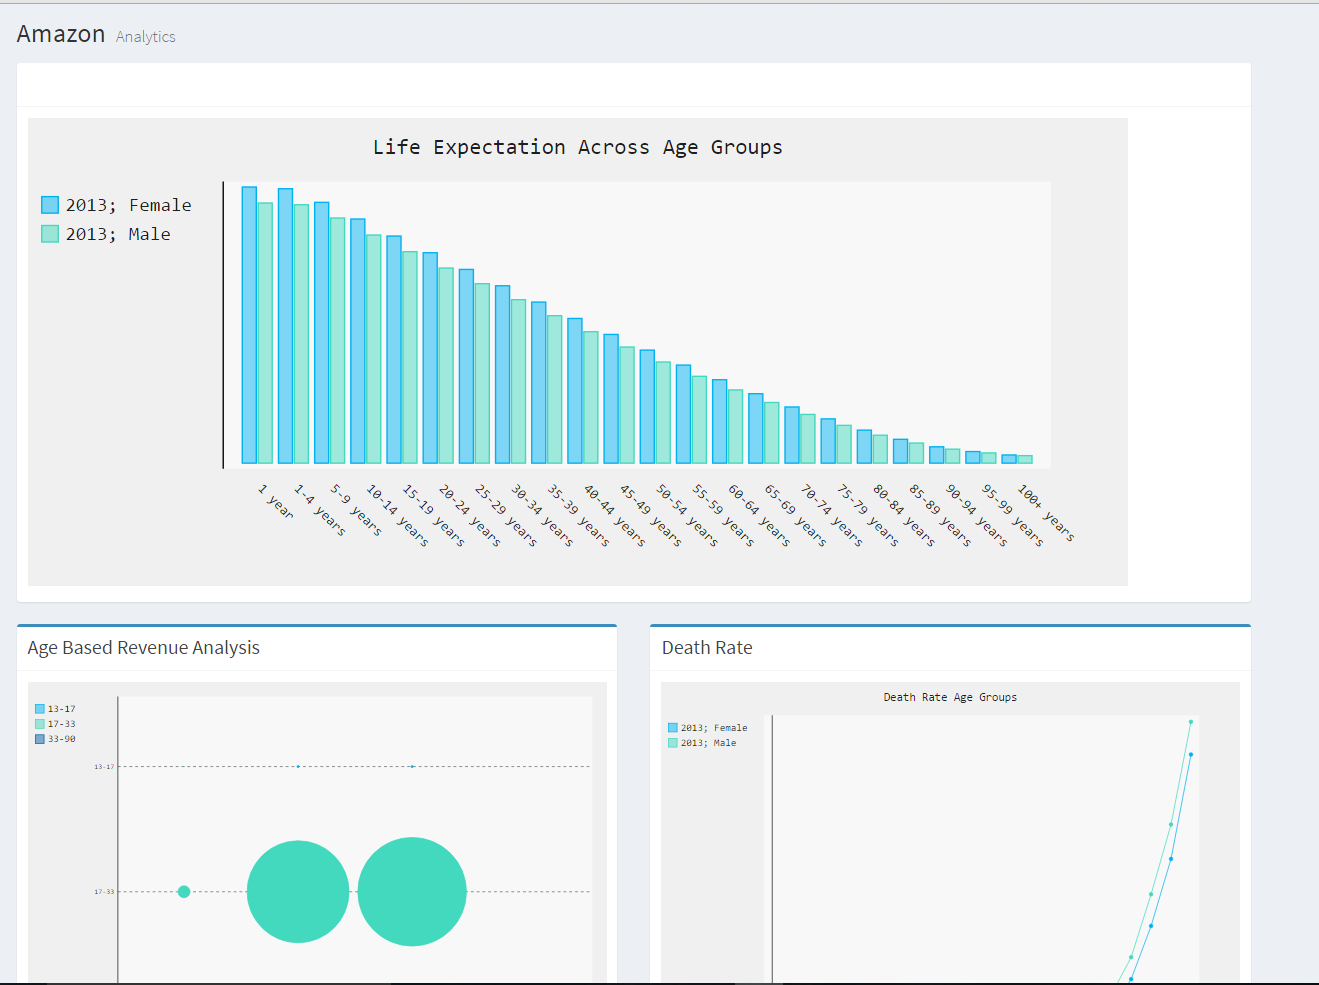 Amazon Analytics
Life Expectation Across Age Groups
2013; Female
2013; Male
1 year
1-4 years
5-9 years
10-14 years
15-19 years
20-24 years
25-29 years
30-34 years
35-39 years
40-44 years
45-49 years
50-54 years
55-59 years
60-64 years
65-69 years
70-74 years
75-79 years
80-84 years
85-89 years
90-94 years
95-99 years
100+ years
Age Based Revenue Analysis
13-17
17-33
33-90
13-17
17-33
Death Rate
Death Rate Age Groups
2013; Female
2013; Male